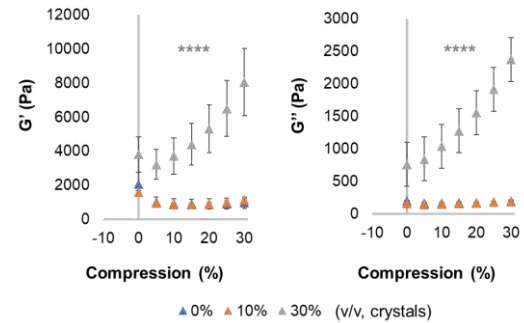 12000
10000
8000
6000
4000
2000
0
G' (Pa)
****
-10 0 10 20 30
Compression (%)
3000
2500
2000
1500
1000
500
0
G'' (Pa)
****
-10 0 10 20 30
Compression (%)
0% 10% 30% (v/v, crystals)